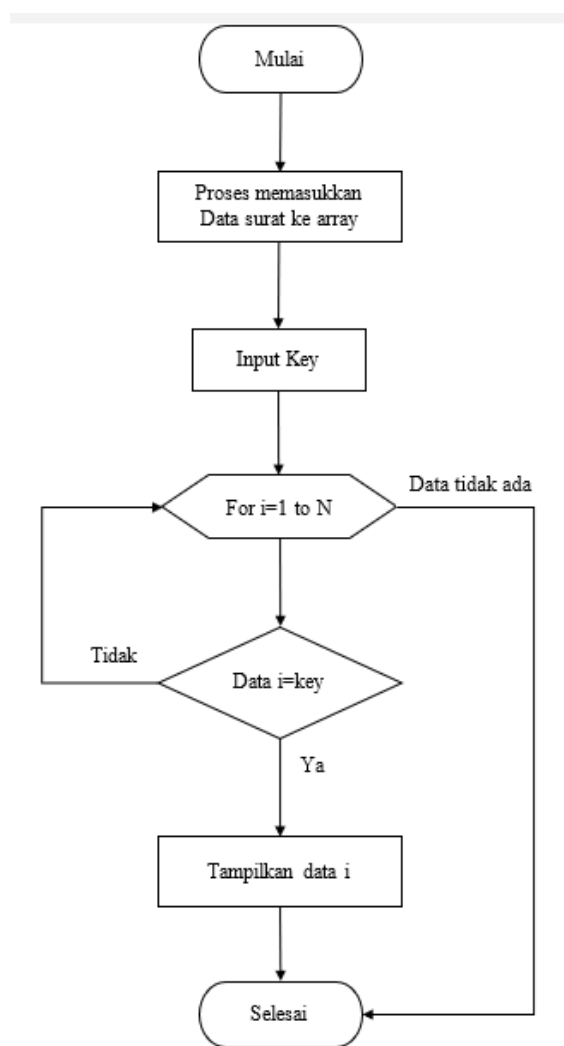 Mulai
Proses memasukkan
Data surat ke array
Input Key
For i=1 to N
Data tidak ada
Tidak
Data i=key
Ya
Tampilkan data i
Selesai